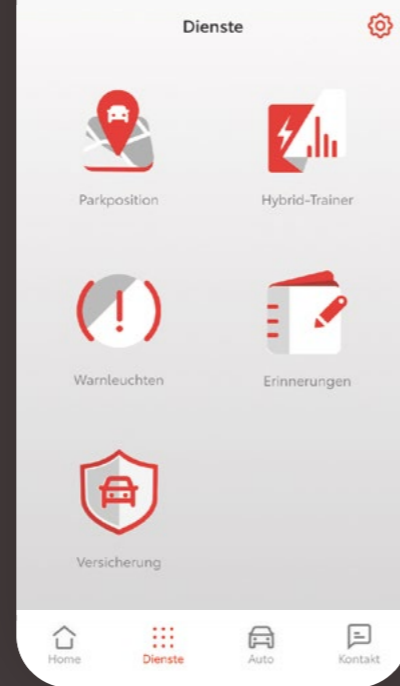 Dienste
Parkposition Hybrid-Trainer
Warnleuchten Erinnerungen
Versicherung
Home Dienste Auto Kontakt